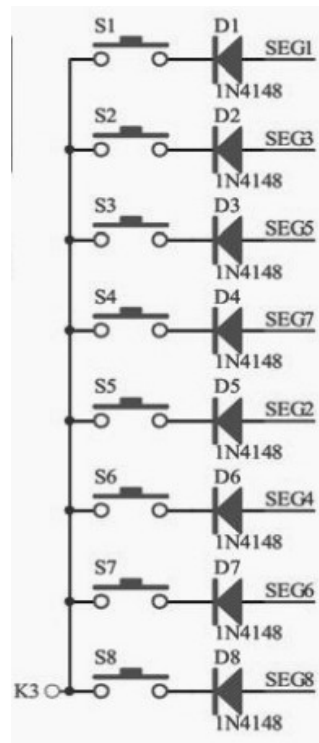 S1 D1 SEG1
1N4148
S2 D2 SEG3
1N4148
S3 D3 SEG5
1N4148
S4 D4 SEG7
1N4148
S5 D5 SEG2
1N4148
S6 D6 SEG4
1N4148
S7 D7 SEG6
1N4148
S8 D8 SEG8
K3
1N4148